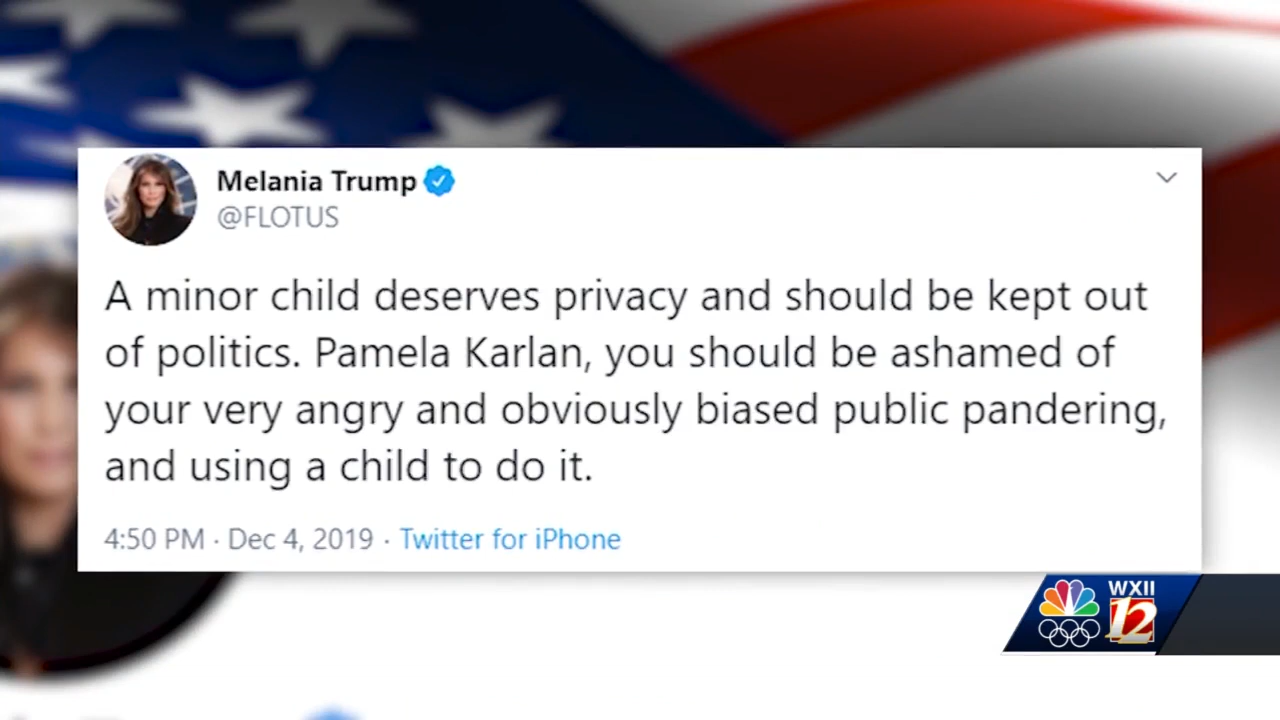 Melania Trump
@FLOTUS
A minor child deserves privacy and should be kept out
of politics. Pamela Karlan, you should be ashamed of
your very angry and obviously biased public pandering,
and using a child to do it.
4:50 PM · Dec 4, 2019 · Twitter for iPhone
WXII
12